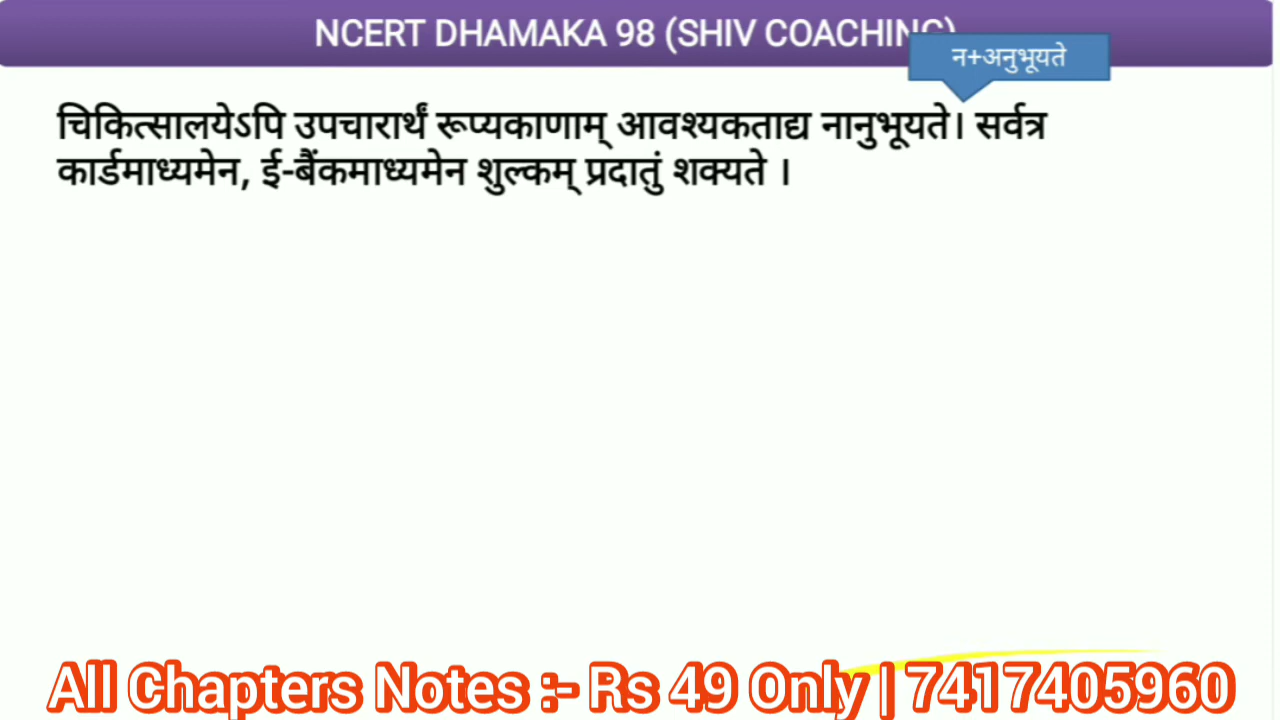 NCERT DHAMAKA 98 (SHIV COACHING)
न+अनुभूयते
चिकित्सालयेऽपि उपचारार्थं रूप्यकाणाम् आवश्यकताद्य नानुभूयते। सर्वत्र
कार्डमाध्यमेन, ई-बैंकमाध्यमेन शुल्कम् प्रदातुं शक्यते ।
All Chapters Notes :- Rs 49 Only | 7417405960